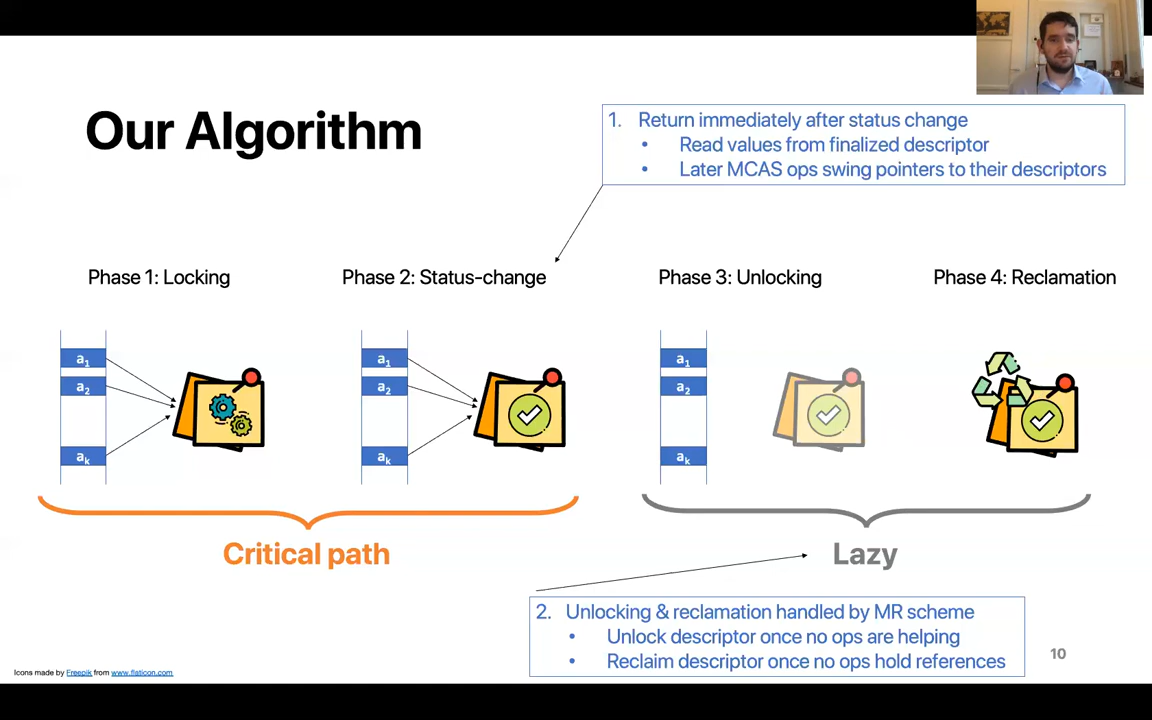 Our Algorithm
1. Return immediately after status change
• Read values from finalized descriptor
• Later MCAS ops swing pointers to their descriptors
Phase 1: Locking
Phase 2: Status-change
Phase 3: Unlocking
Phase 4: Reclamation
a1
a2
ak
a1
a2
ak
a1
a2
ak
Critical path
Lazy
2. Unlocking & reclamation handled by MR scheme
• Unlock descriptor once no ops are helping
• Reclaim descriptor once no ops hold references
10
Icons made by Freepik from www.flaticon.com